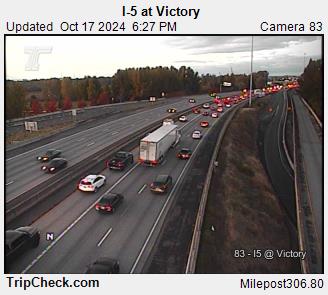 I-5 at Victory
Updated Oct 17 2024 6:27 PM Camera 83
N
83 - I5 @ Victory
TripCheck.com Milepost306.80